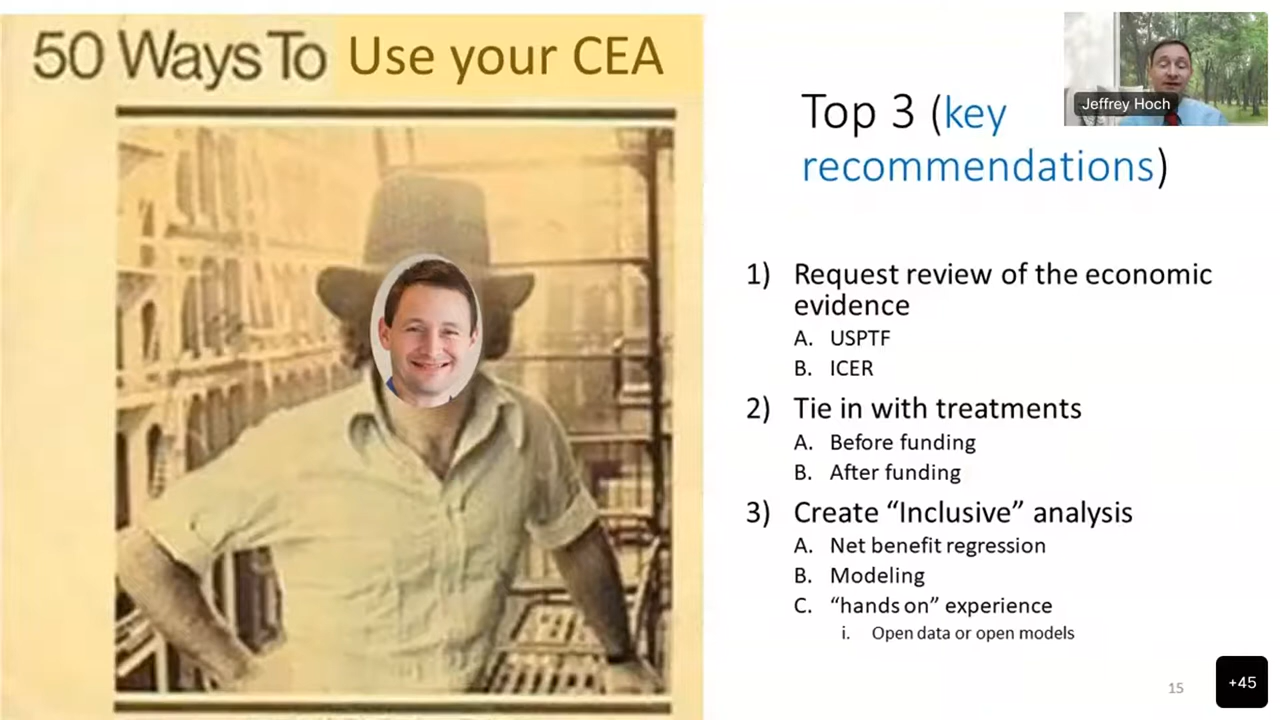 50 Ways To Use your CEA
Jeffrey Hoch
Top 3 (key
recommendations)
1) Request review of the economic
evidence
A. USPTF
B. ICER
2) Tie in with treatments
A. Before funding
B. After funding
3) Create “Inclusive” analysis
A. Net benefit regression
B. Modeling
C. “hands on” experience
i. Open data or open models
15
+45